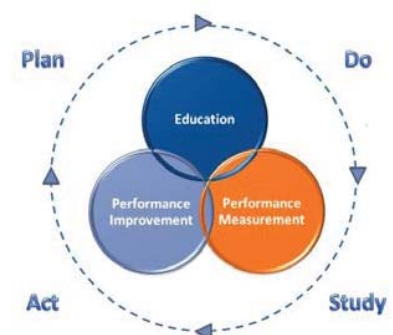 Plan
Do
Education
Performance
Improvement
Performance
Measurement
Act
Study